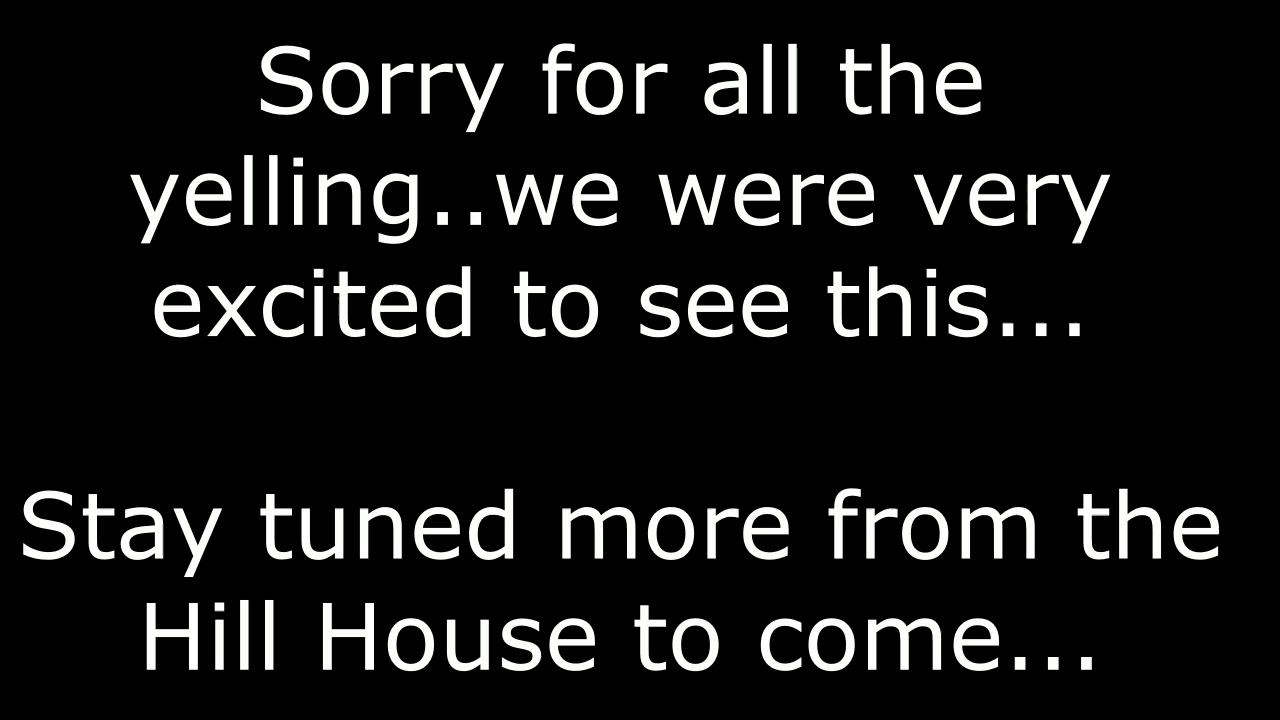 Sorry for all the
yelling..we were very
excited to see this...
Stay tuned more from the
Hill House to come...